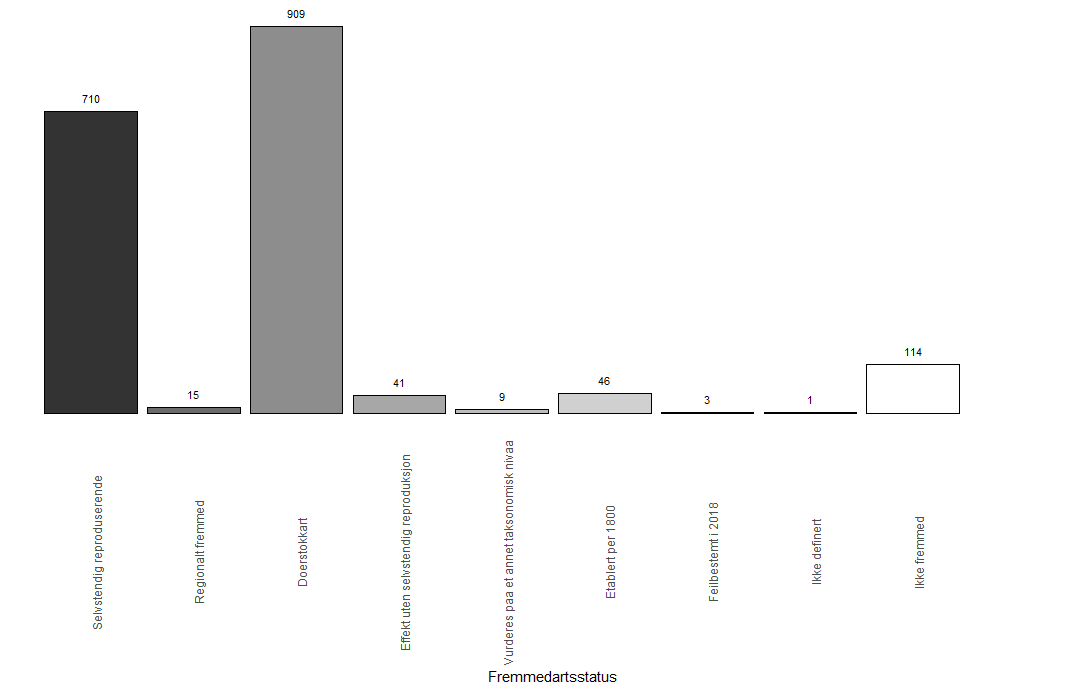 909
710
114
46
41
15
9
3
1
Selvstendig reproduserende
Regionalt fremmed
Doerstokkart
Effekt uten selvstendig reproduksjon
Vurderes paa et annet taksonomisk nivaa
Etablert per 1800
Feilbestemt i 2018
Ikke definert
Ikke fremmed
Fremmedartsstatus